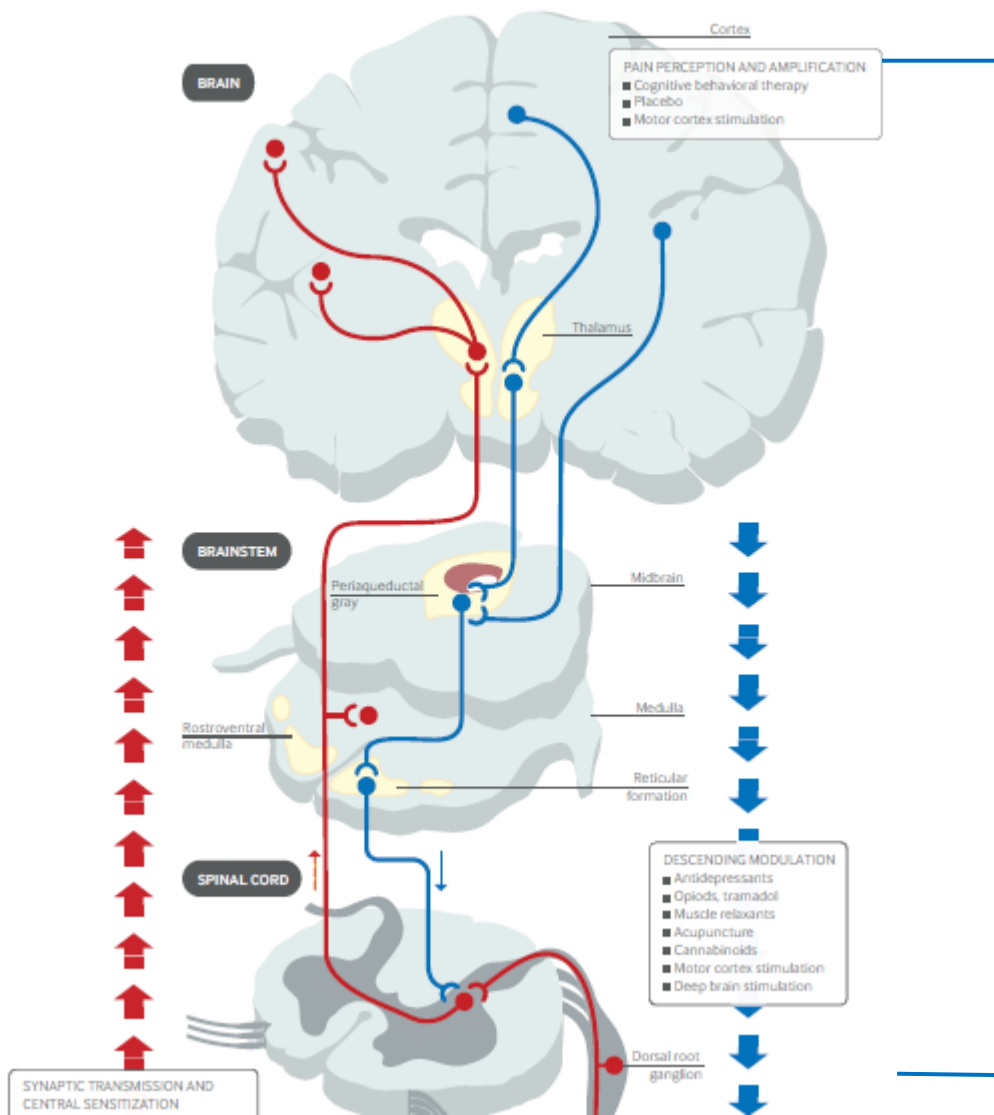 Cortex
BRAIN
PAIN PERCEPTION AND AMPLIFICATION
Cognitive behavioral therapy
Placebo
Motor cortex stimulation
Thalamus
BRAINSTEM
Periaqueductal
gray
Midbrain
Medulla
Rostroventral
medulla
Reticular
formation
SPINAL CORD
DESCENDING MODULATION
Antidepressants
Opiods, tramadol
Muscle relaxants
Acupuncture
Cannabinoids
Motor cortex stimulation
Deep brain stimulation
Dorsal root
ganglion
SYNAPTIC TRANSMISSION AND
CENTRAL SENSITIZATION